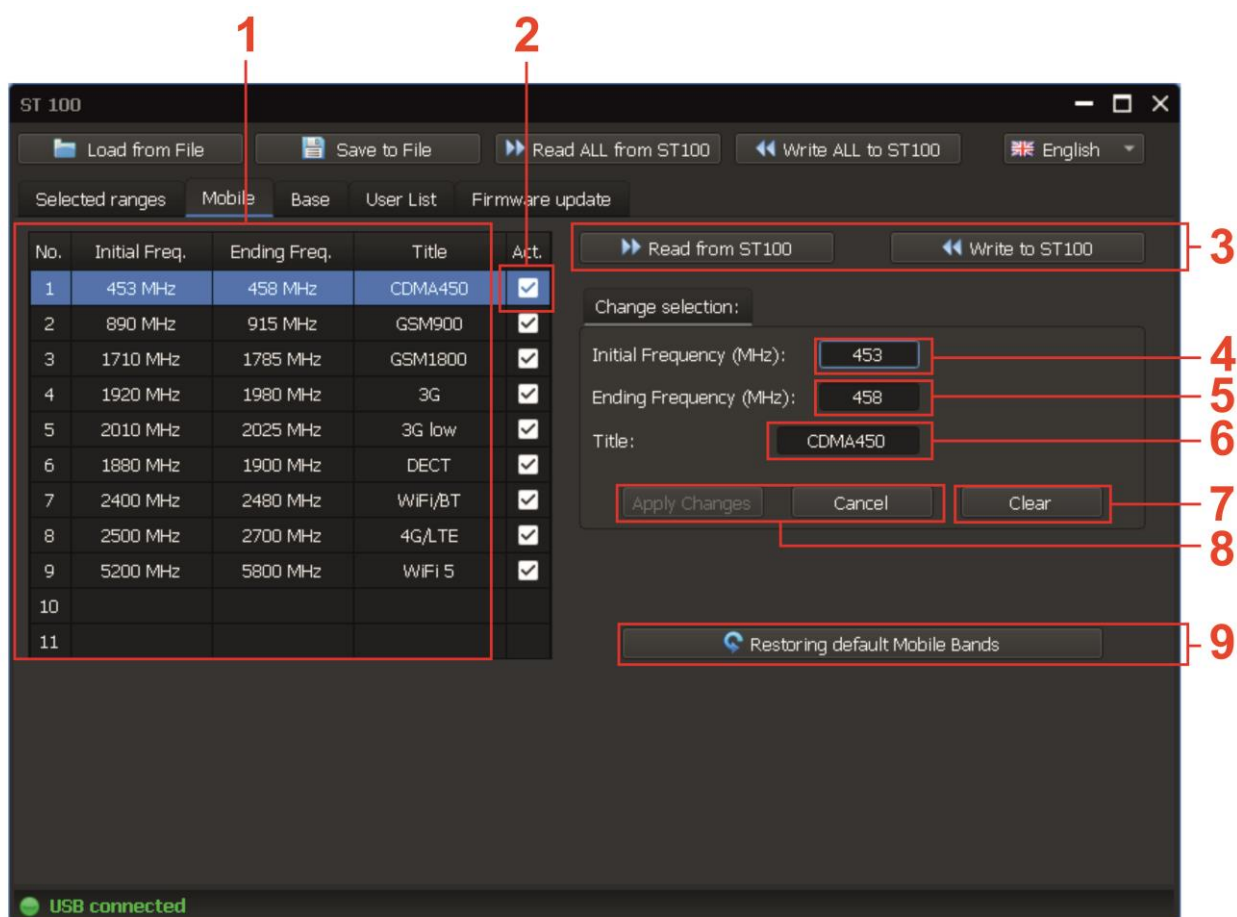 1 2
ST 100
Load from File Save to File Read ALL from ST100 Write ALL to ST100 English
Selected ranges Mobile Base User List Firmware update
No. Initial Freq. Ending Freq. Title Act.
1 453 MHz 458 MHz CDMA450
2 890 MHz 915 MHz GSM900
3 1710 MHz 1785 MHz GSM1800
4 1920 MHz 1980 MHz 3G
5 2010 MHz 2025 MHz 3G low
6 1880 MHz 1900 MHz DECT
7 2400 MHz 2480 MHz WiFi/BT
8 2500 MHz 2700 MHz 4G/LTE
9 5200 MHz 5800 MHz WiFi 5
10
11
Read from ST100 Write to ST100 3
Change selection:
Initial Frequency (MHz): 453 4
Ending Frequency (MHz): 458 5
Title: CDMA450 6
Apply Changes Cancel Clear 7
8
Restoring default Mobile Bands 9
USB connected